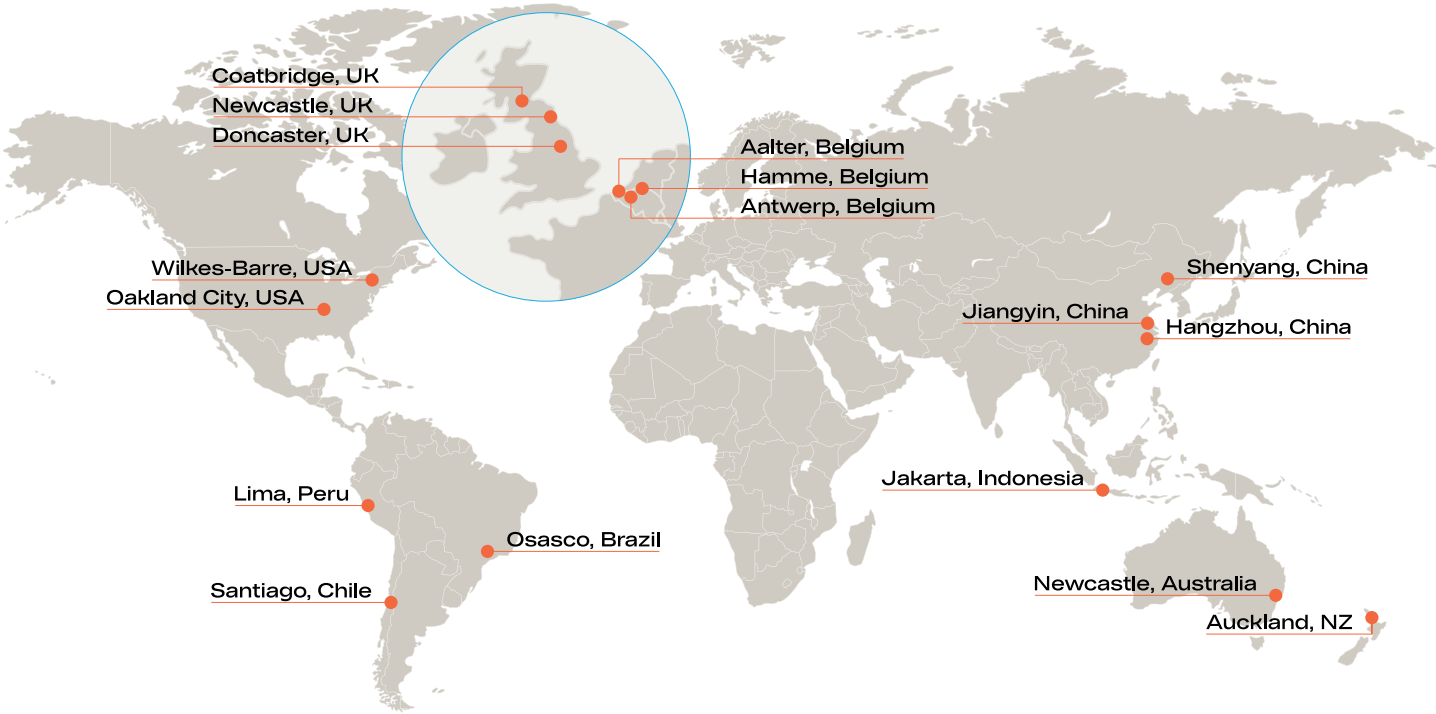 Coatbridge, UK
Newcastle, UK
Doncaster, UK
Aalter, Belgium
Hamme, Belgium
Antwerp, Belgium
Wilkes-Barre, USA
Oakland City, USA
Shenyang, China
Jiangyin, China
Hangzhou, China
Lima, Peru
Jakarta, Indonesia
Osasco, Brazil
Santiago, Chile
Newcastle, Australia
Auckland, NZ